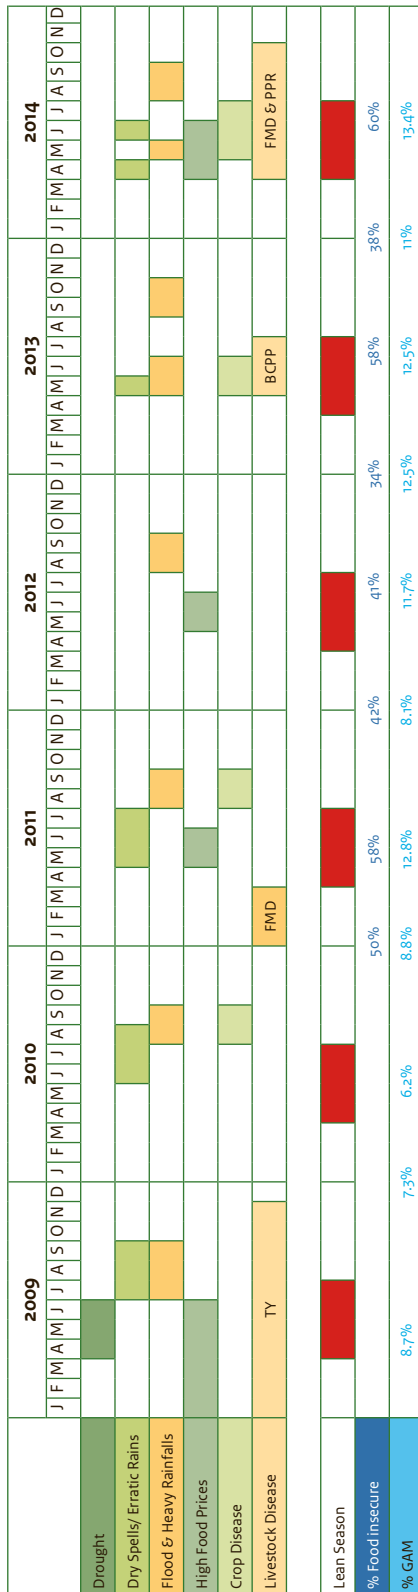 2009 2010 2011 2012 2013 2014
J F M A M J J A S O N D J F M A M J J A S O N D J F M A M J J A S O N D J F M A M J J A S O N D J F M A M J J A S O N D J F M A M J J A S O N D
Drought
Dry Spells/ Erratic Rains
Flood & Heavy Rainfalls
High Food Prices
Crop Disease
Livestock Disease TY FMD BCPP FMD & PPR
Lean Season
% Food insecure 50% 58% 42% 41% 34% 58% 38% 60%
% GAM 8.7% 7.3% 6.2% 8.8% 12.8% 8.1% 11.7% 12.5% 12.5% 11% 13.4%